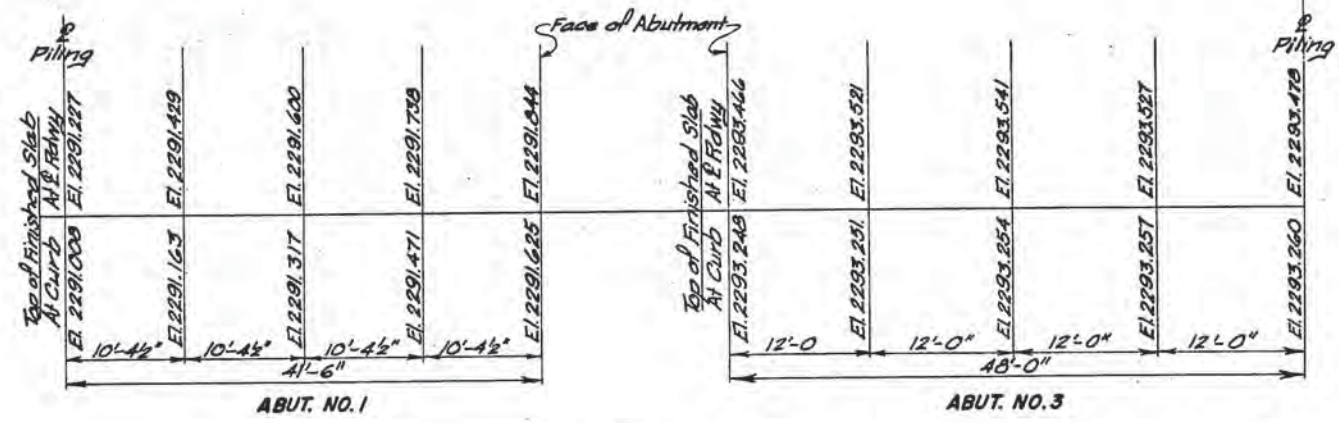 ℄
Piling
Face of Abutment
℄
Piling
Top of Finished Slab
At ℄ Rdwy
El. 2291.227
El. 2291.429
El. 2291.600
El. 2291.738
El. 2291.844
Top of Finished Slab
At ℄ Rdwy
El. 2293.466
El. 2293.521
El. 2293.541
El. 2293.527
El. 2293.478
At Curb
El. 2291.008
El. 2291.163
El. 2291.317
El. 2291.471
El. 2291.625
At Curb
El. 2293.248
El. 2293.251
El. 2293.254
El. 2293.257
El. 2293.260
10'-4½" 10'-4½" 10'-4½" 10'-4½"
41'-6"
12'-0 12'-0" 12'-0" 12'-0"
48'-0"
ABUT. NO. 1
ABUT. NO. 3